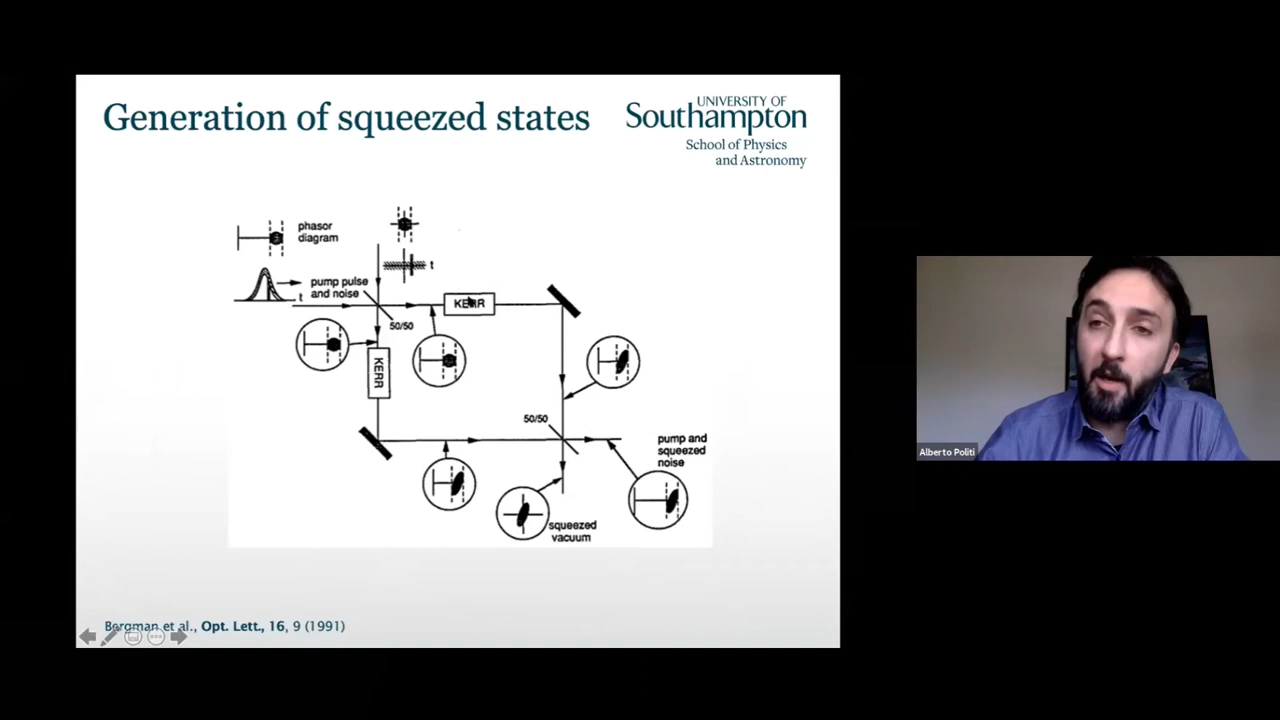 Generation of squeezed states
UNIVERSITY OF
Southampton
School of Physics
and Astronomy
phasor
diagram
t
pump pulse
and noise
t
KERR
50/50
KERR
50/50
pump and
squeezed
noise
squeezed
vacuum
Bergman et al., Opt. Lett., 16, 9 (1991)
Alberto Politi